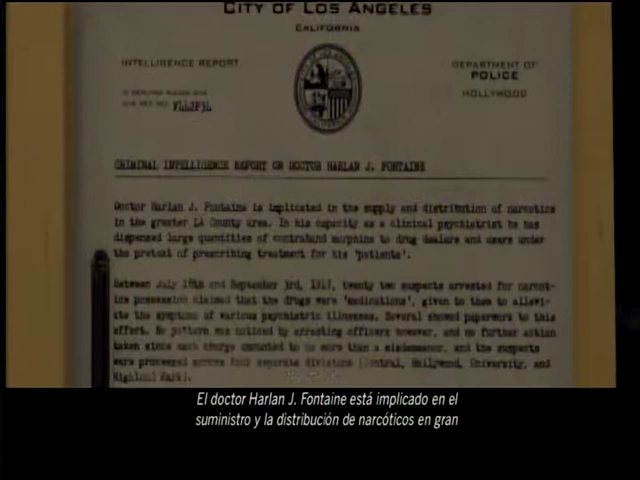 CITY OF LOS ANGELES
CALIFORNIA
INTELLIGENCE REPORT
DEPARTMENT OF
POLICE
HOLLYWOOD
CRIMINAL INTELLIGENCE REPORT ON DOCTOR HARLAN J. FONTAINE
Doctor Harlan J. Fontaine is implicated in the supply and distribution of narcotics
in the greater LA County area. In his capacity as a clinical psychiatrist he has
dispensed large quantities of contraband morphine to drug dealers and users under
the pretext of prescribing treatment for his 'patients'.
Between July 18th and September 3rd, 1947, twenty two suspects arrested for narcot-
ics possession claimed that the drugs were 'medications', given to them to allevi-
ate the symptoms of various psychiatric illnesses. Several showed paperwork to this
effect. No pattern was noticed by arresting officers however, and no further action
taken since each charge amounted to no more than a misdemeanor, and the suspects
were processed across four separate divisions (Central, Hollywood, University, and
Highland Park).
El doctor Harlan J. Fontaine está implicado en el
suministro y la distribución de narcóticos en gran